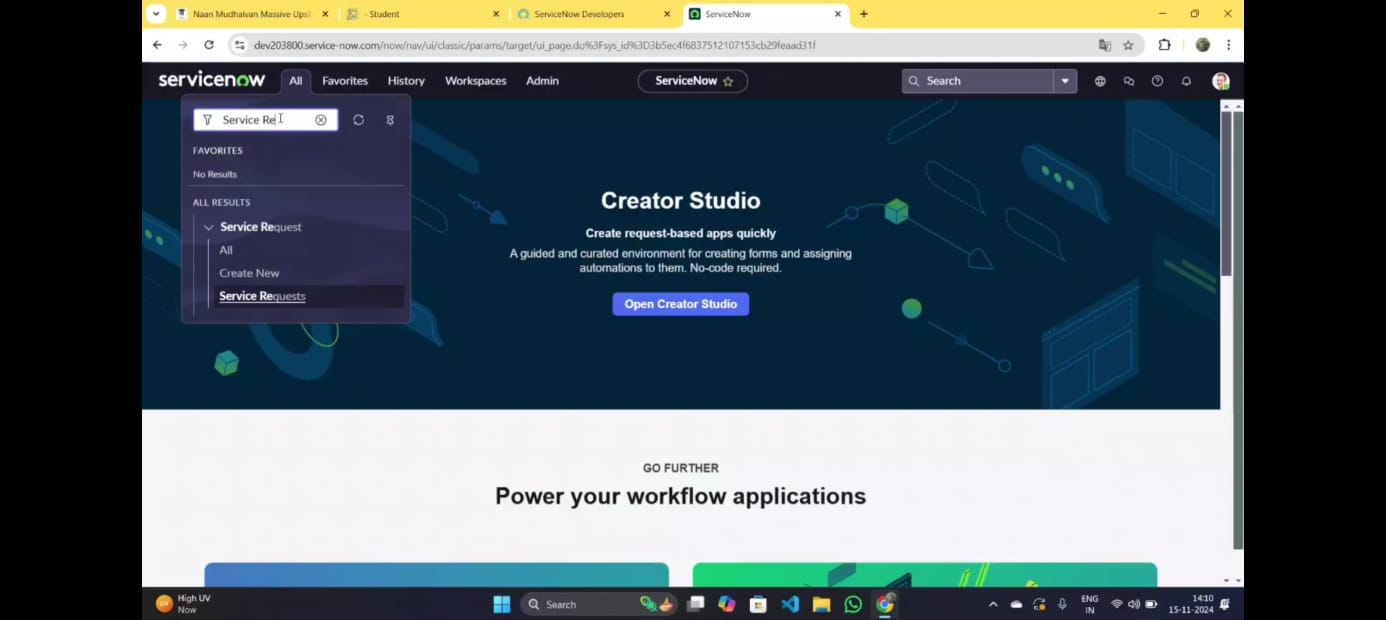 Naan Mudhalvan Massive Upsk
- Student
ServiceNow Developers
ServiceNow
dev203800.service-now.com/now/nav/ui/classic/params/target/ui_page.do%3Fsys_id%3D3b5ec4f6837512107153cb29feaad31f
servicenow
All
Favorites
History
Workspaces
Admin
ServiceNow
Search
Service Re
FAVORITES
No Results
ALL RESULTS
Service Request
All
Create New
Service Requests
Creator Studio
Create request-based apps quickly
A guided and curated environment for creating forms and assigning
automations to them. No-code required.
Open Creator Studio
GO FURTHER
Power your workflow applications
UV
High UV
Now
Search
ENG
IN
14:10
15-11-2024